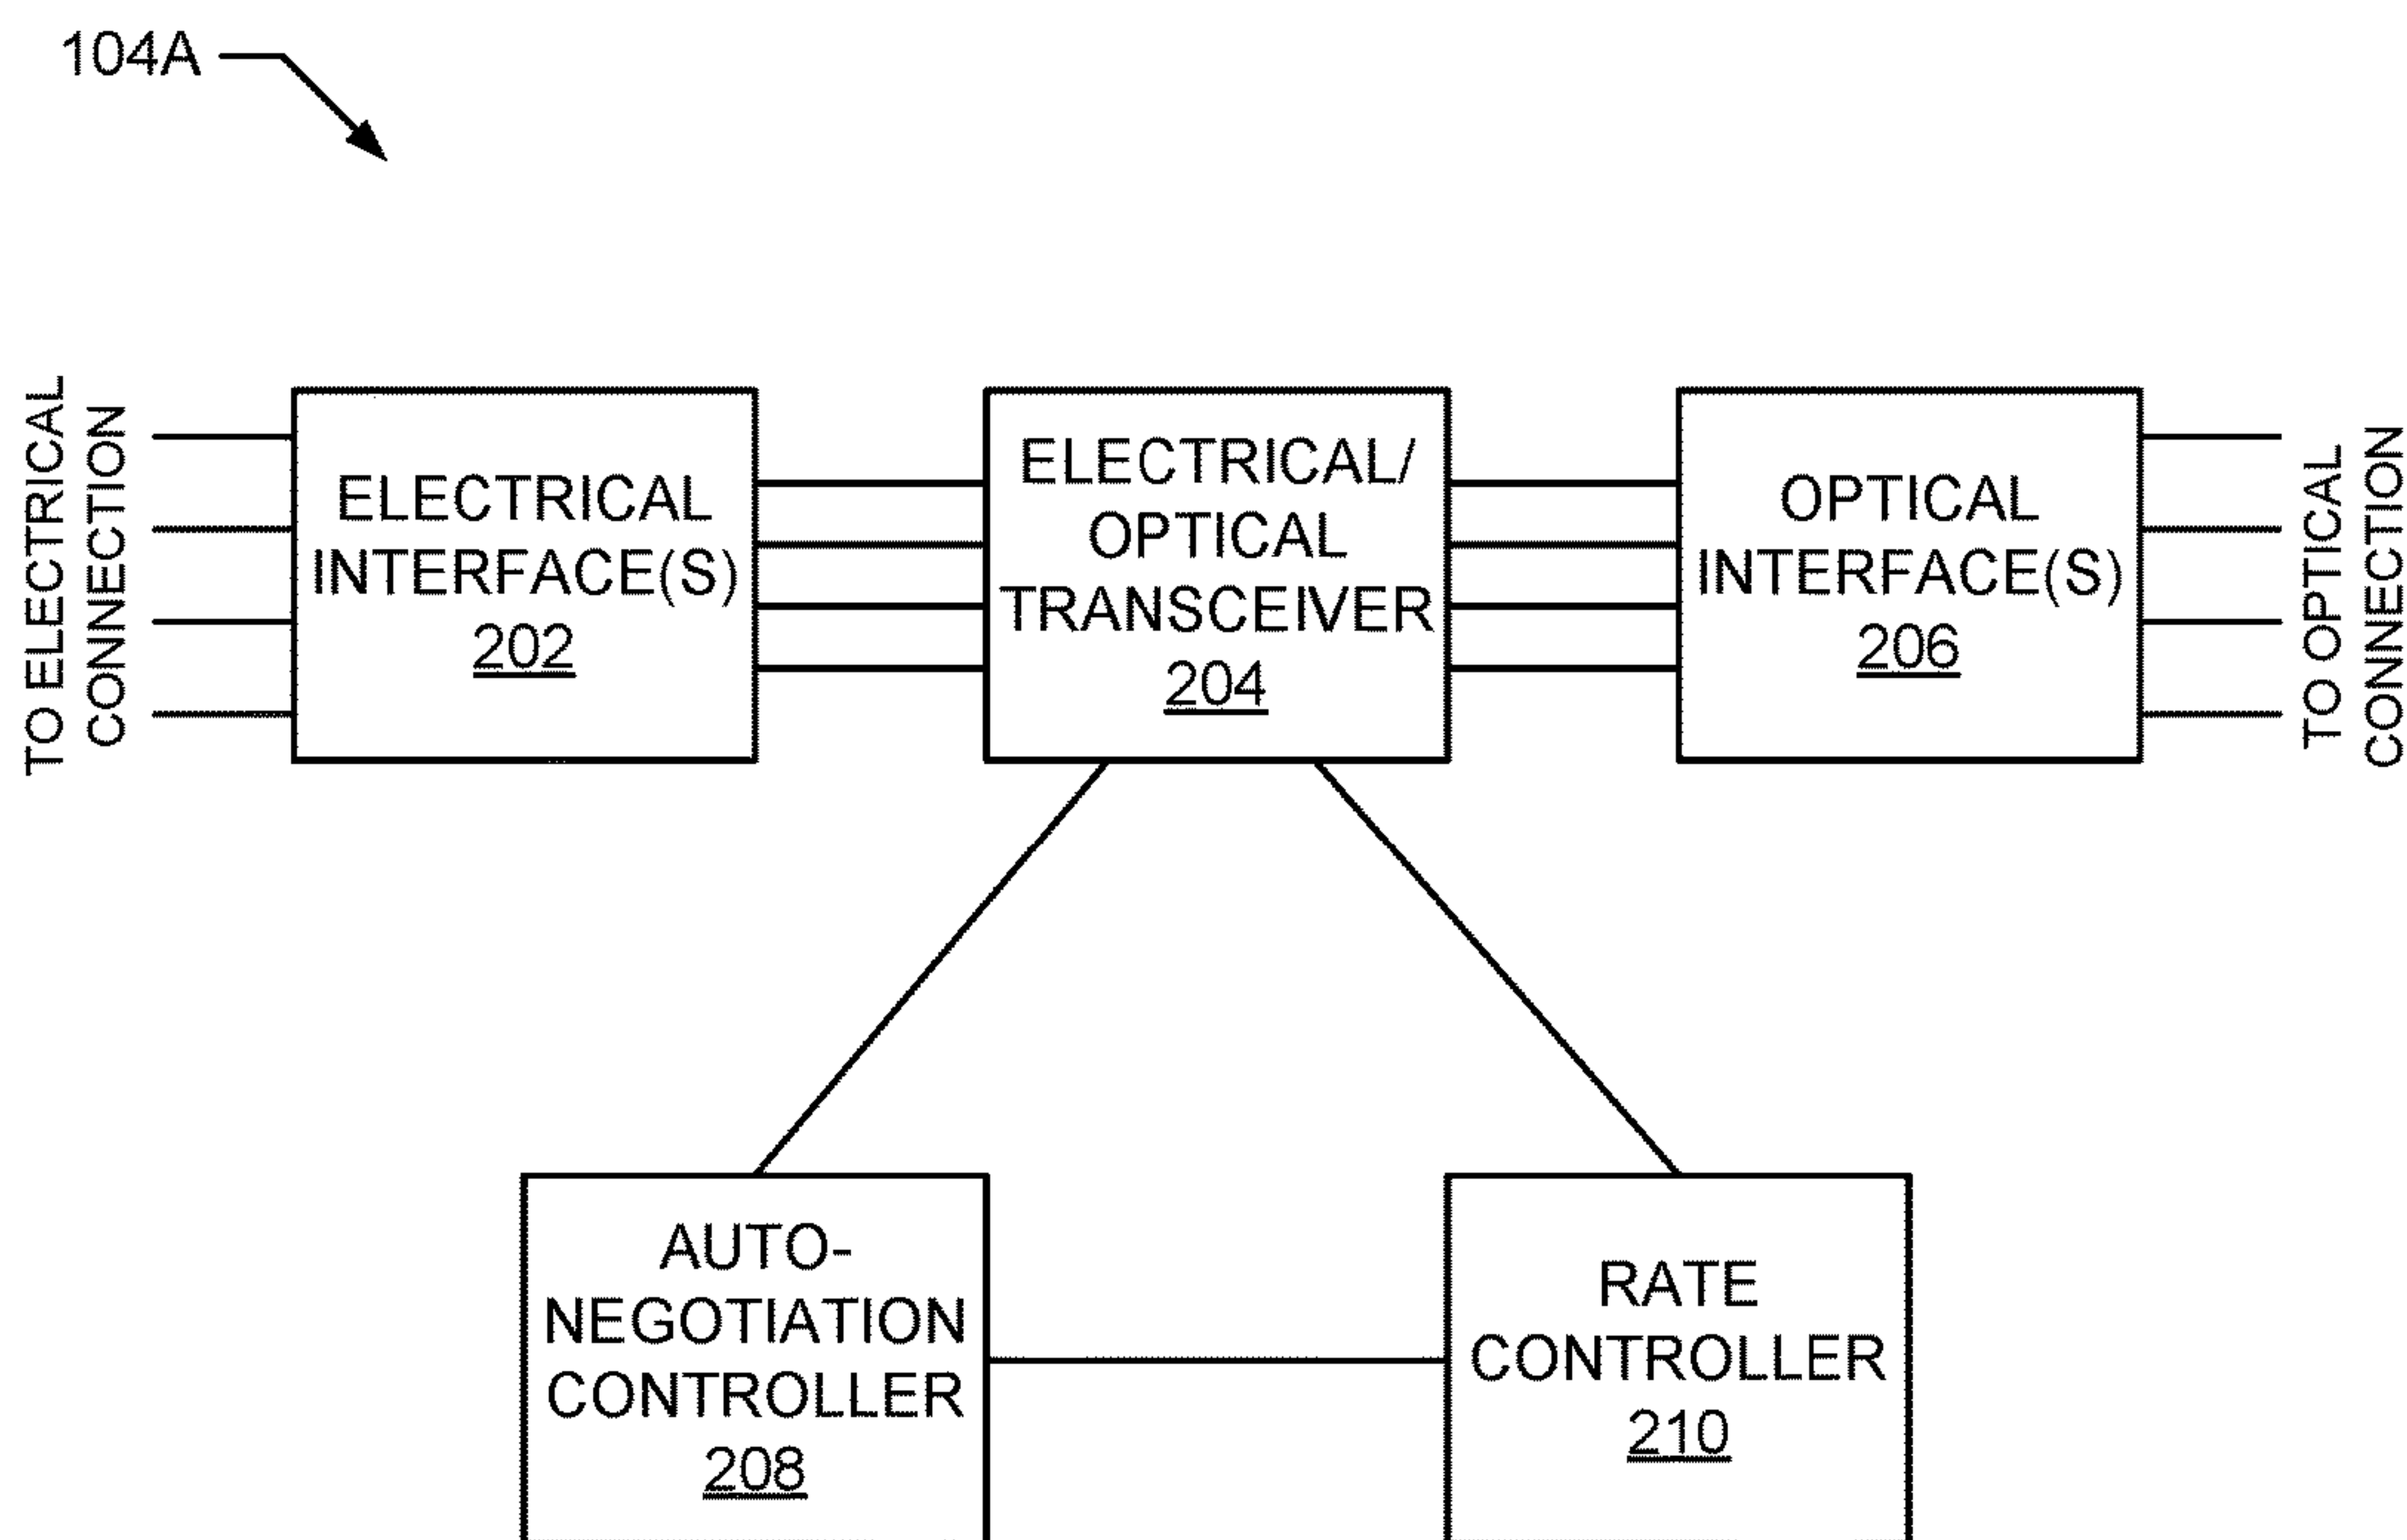 104A
TO ELECTRICAL
CONNECTION
ELECTRICAL
INTERFACE(S)
202
ELECTRICAL/
OPTICAL
TRANSCEIVER
204
OPTICAL
INTERFACE(S)
206
TO OPTICAL
CONNECTION
AUTO-
NEGOTIATION
CONTROLLER
208
RATE
CONTROLLER
210